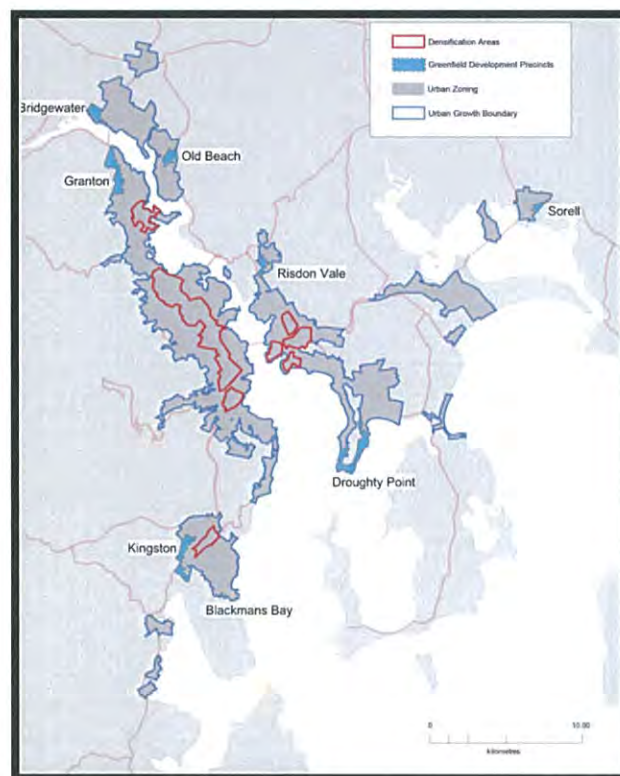 Densification Areas
Greenfield Development Precincts
Urban Zoning
Urban Growth Boundary
Bridgewater
Old Beach
Granton
Sorell
Risdon Vale
Droughty Point
Kingston
Blackmans Bay
0 10.00
kilometres